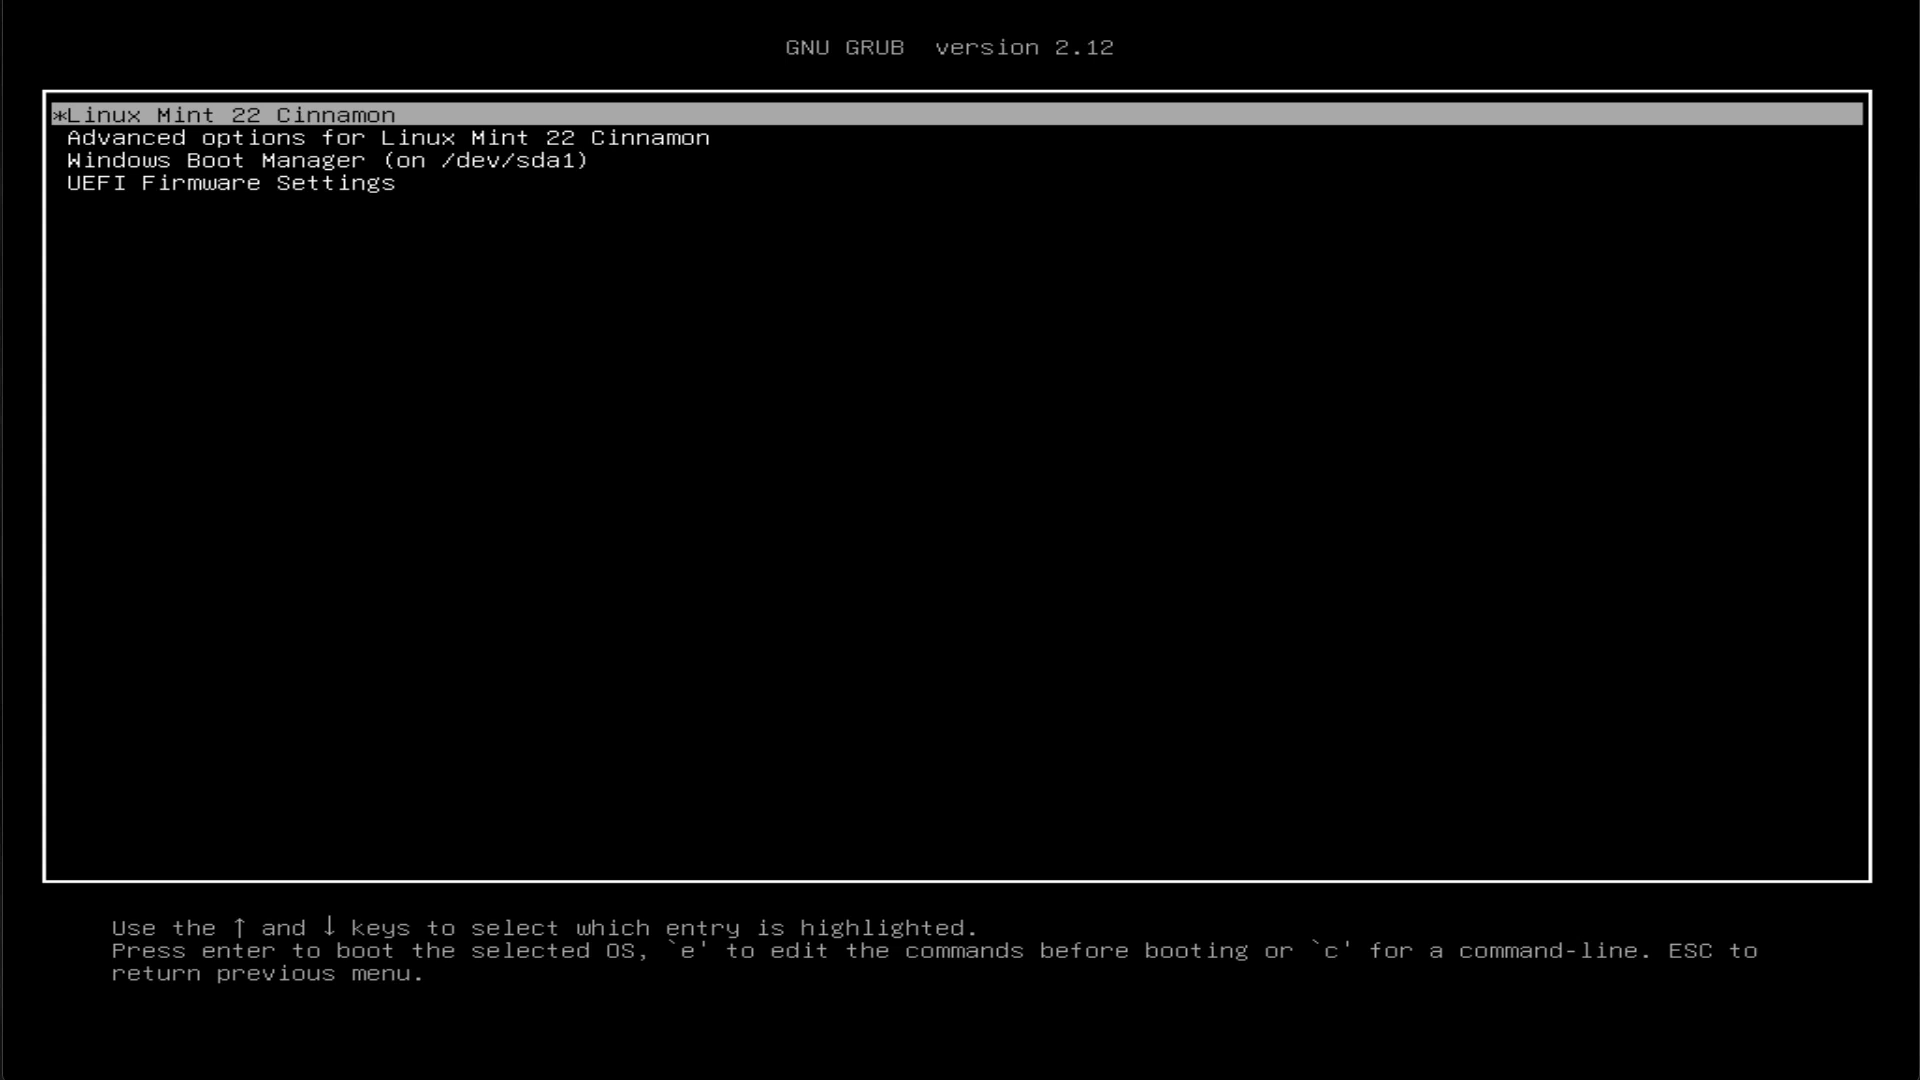 GNU GRUB  version 2.12
*Linux Mint 22 Cinnamon
Advanced options for Linux Mint 22 Cinnamon
Windows Boot Manager (on /dev/sda1)
UEFI Firmware Settings
Use the ↑ and ↓ keys to select which entry is highlighted.
Press enter to boot the selected OS, `e' to edit the commands before booting or `c' for a command-line. ESC to
return previous menu.